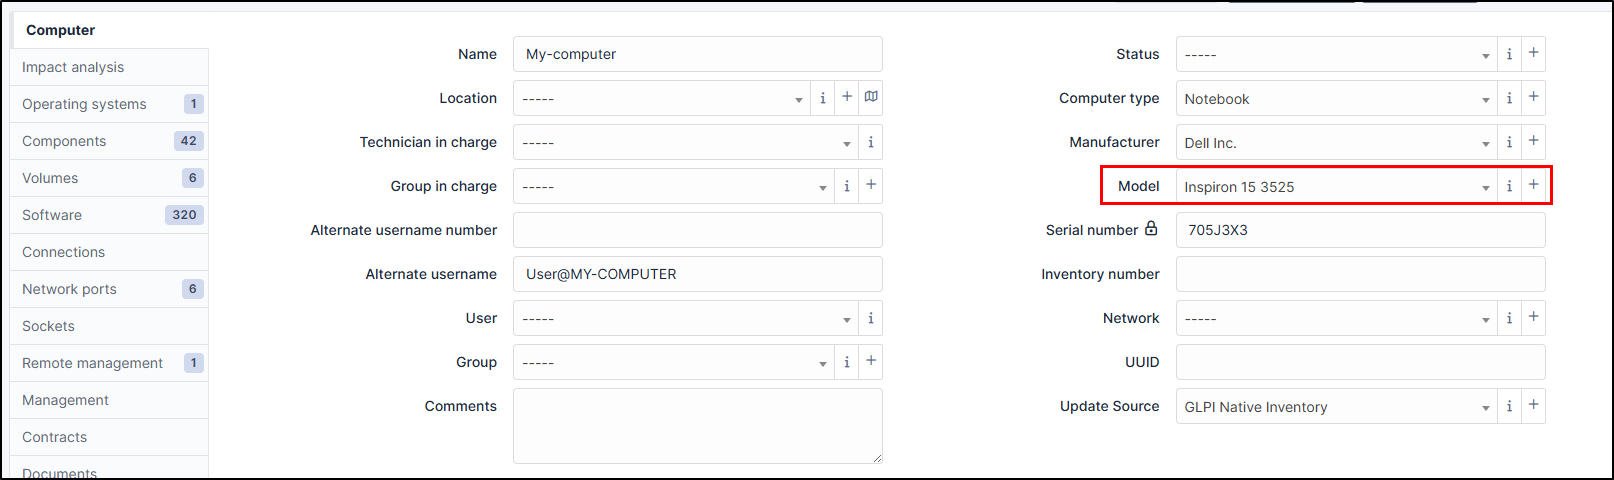 Computer
Impact analysis
Operating systems 1
Components 42
Volumes 6
Software 320
Connections
Network ports 6
Sockets
Remote management 1
Management
Contracts
Documents
Name My-computer
Location -----
Technician in charge -----
Group in charge -----
Alternate username number
Alternate username User@MY-COMPUTER
User -----
Group -----
Comments
Status -----
Computer type Notebook
Manufacturer Dell Inc.
Model Inspiron 15 3525
Serial number 705J3X3
Inventory number
Network -----
UUID
Update Source GLPI Native Inventory